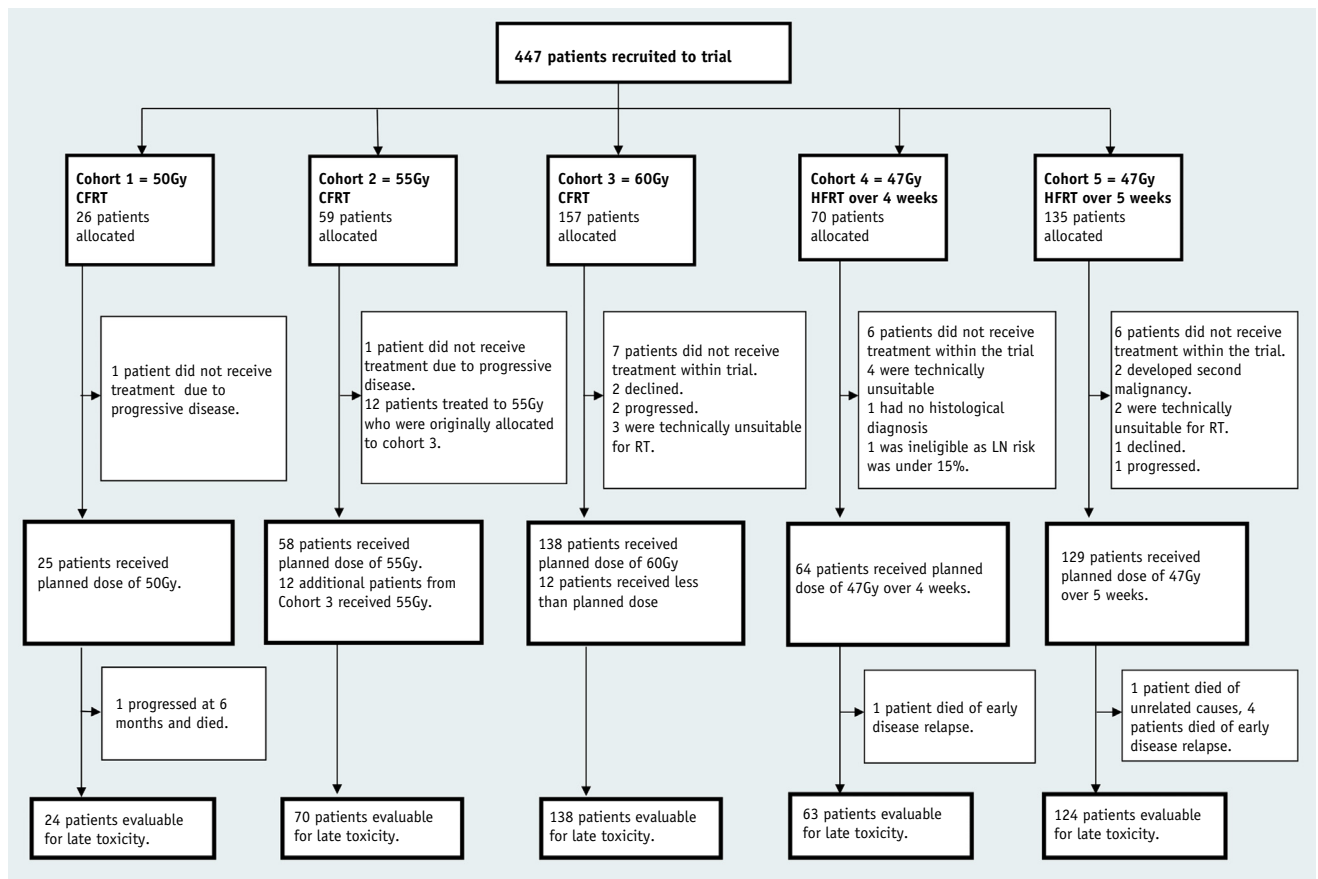 447 patients recruited to trial
Cohort 1 = 50Gy
CFRT
26 patients
allocated
Cohort 2 = 55Gy
CFRT
59 patients
allocated
Cohort 3 = 60Gy
CFRT
157 patients
allocated
Cohort 4 = 47Gy
HFRT over 4 weeks
70 patients
allocated
Cohort 5 = 47Gy
HFRT over 5 weeks
135 patients
allocated
1 patient did not receive
treatment due to
progressive disease.
1 patient did not receive
treatment due to progressive
disease.
12 patients treated to 55Gy
who were originally allocated
to cohort 3.
7 patients did not receive
treatment within trial.
2 declined.
2 progressed.
3 were technically unsuitable
for RT.
6 patients did not receive
treatment within the trial
4 were technically
unsuitable
1 had no histological
diagnosis
1 was ineligible as LN risk
was under 15%.
6 patients did not receive
treatment within the trial.
2 developed second
malignancy.
2 were technically
unsuitable for RT.
1 declined.
1 progressed.
25 patients received
planned dose of 50Gy.
58 patients received
planned dose of 55Gy.
12 additional patients from
Cohort 3 received 55Gy.
138 patients received
planned dose of 60Gy
12 patients received less
than planned dose
64 patients received planned
dose of 47Gy over 4 weeks.
129 patients received
planned dose of 47Gy
over 5 weeks.
1 progressed at 6
months and died.
1 patient died of early
disease relapse.
1 patient died of
unrelated causes, 4
patients died of early
disease relapse.
24 patients evaluable
for late toxicity.
70 patients evaluable
for late toxicity.
138 patients evaluable
for late toxicity.
63 patients evaluable
for late toxicity.
124 patients evaluable
for late toxicity.